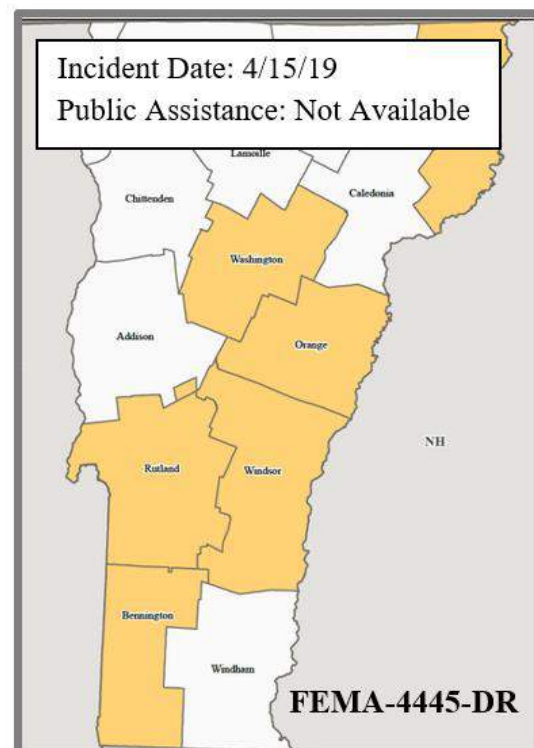 Incident Date: 4/15/19
Public Assistance: Not Available
Lamoille
Caledonia
Chittenden
Washington
Addison
Orange
NH
Rutland
Windsor
Bennington
Windham
FEMA-4445-DR